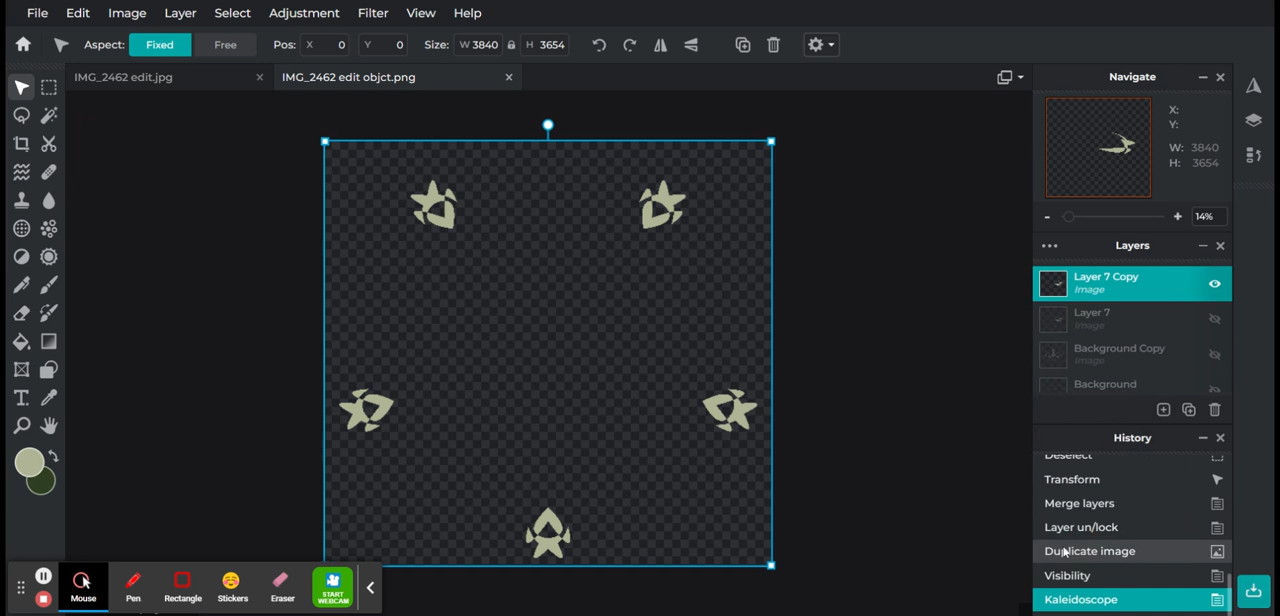 File Edit Image Layer Select Adjustment Filter View Help
Aspect: Fixed Free Pos: X 0 Y 0 Size: W 3840 H 3654
IMG_2462 edit.jpg × IMG_2462 edit objct.png ×
Navigate
X:
Y:
W: 3840
H: 3654
- + 14%
Layers
Layer 7 Copy
Image
Layer 7
Image
Background Copy
Image
Background
History
Deselect
Transform
Merge layers
Layer un/lock
Duplicate image
Visibility
Kaleidoscope
Mouse Pen Rectangle Stickers Eraser START
WEBCAM